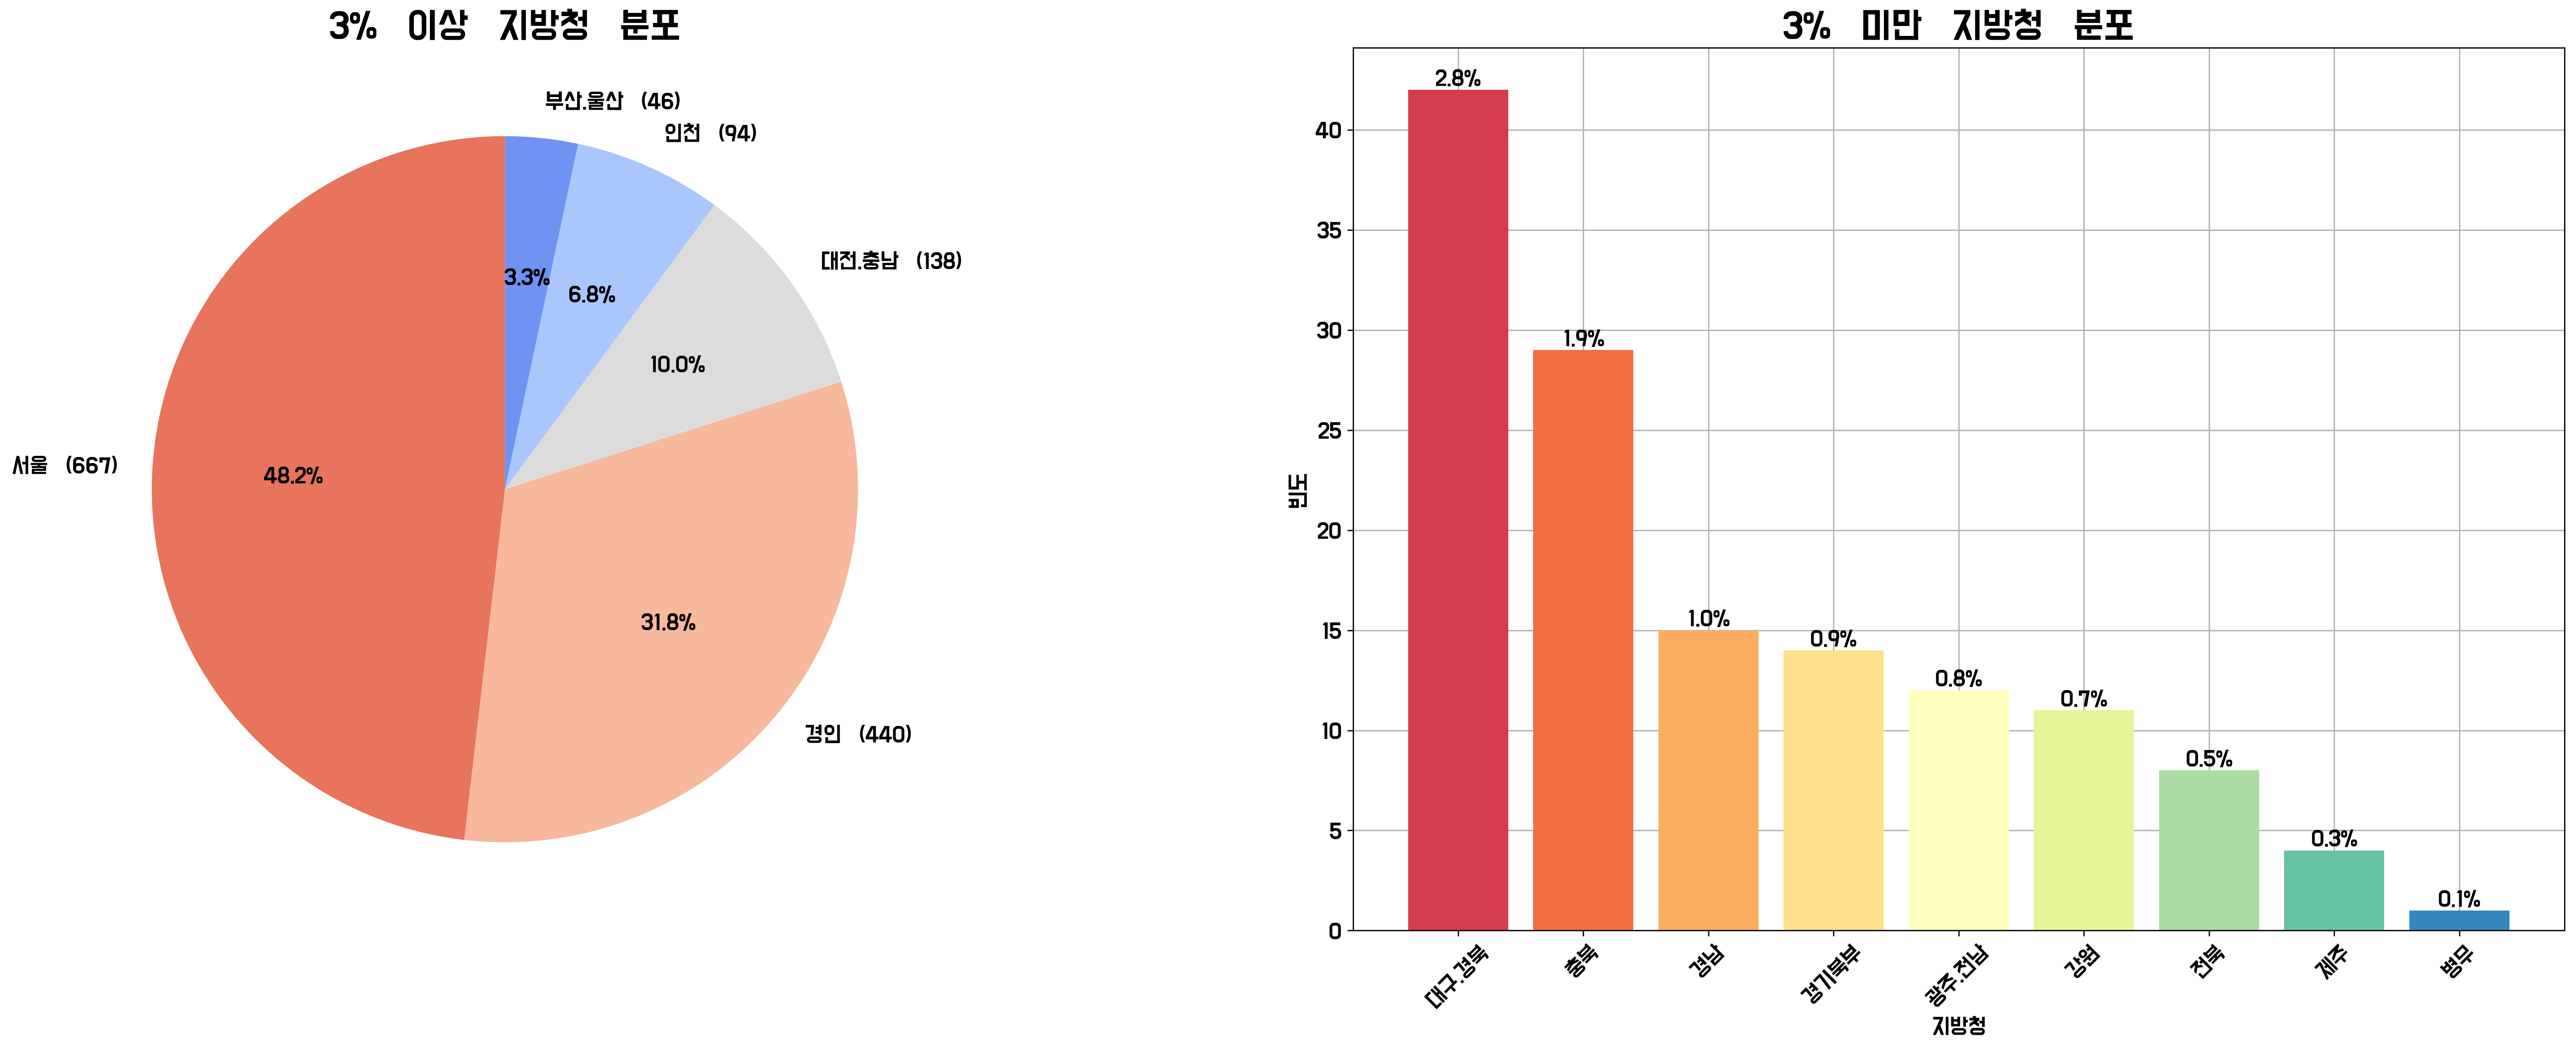 3% 이상 지방청 분포
부산.울산 (46)
인천 (94)
대전.충남 (138)
3.3%
6.8%
10.0%
서울 (667)
48.2%
31.8%
경인 (440)
3% 미만 지방청 분포
2.8%
1.9%
1.0%
0.9%
0.8%
0.7%
0.5%
0.3%
0.1%
40
35
30
25
20
15
10
5
0
빈도
대구.경북
충북
경남
경기북부
광주.전남
강원
전북
제주
병무
지방청